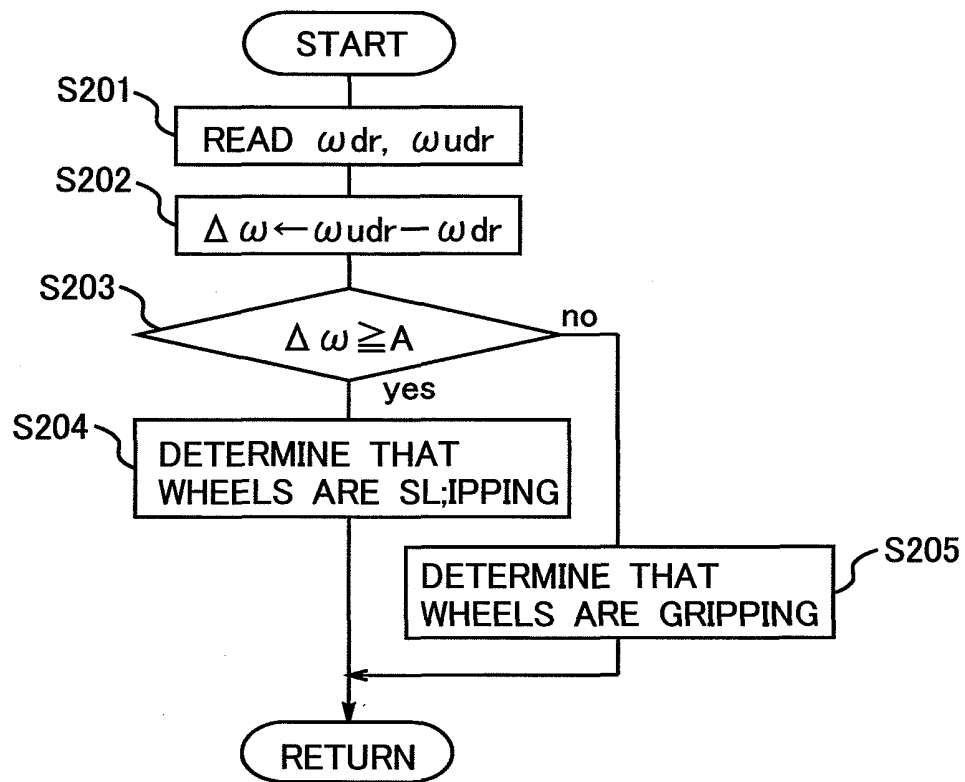 START
S201
READ ωdr, ωudr
S202
Δω←ωudr−ωdr
S203
Δω≧A
no
yes
S204
DETERMINE THAT
WHEELS ARE SL;IPPING
S205
DETERMINE THAT
WHEELS ARE GRIPPING
RETURN